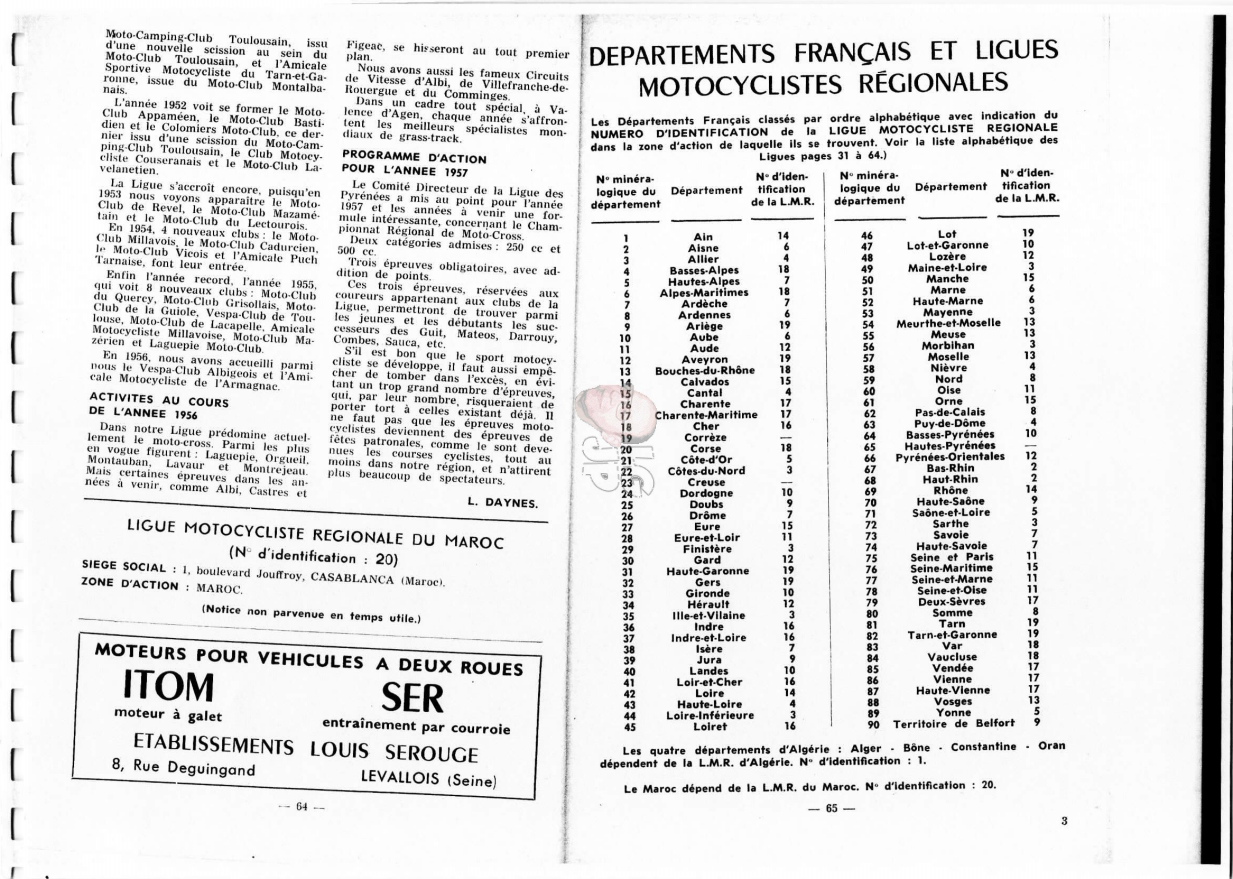 Moto-Camping-Club Toulousain, issu
d'une nouvelle scission au sein du
Moto-Club Toulousain, et l'Amicale
Sportive Motocycliste du Tarn-et-Ga-
ronne, issue du Moto-Club Montalba-
nais.
L'année 1952 voit se former le Moto-
Club Appaméen, le Moto-Club Basti-
dien et le Colomiers Moto-Club, ce der-
nier issu d'une scission du Moto-Cam-
ping-Club Toulousain, le Club Motocy-
cliste Couseranais et le Moto-Club La-
velanetien.
La Ligue s'accroît encore, puisqu'en
1953 nous voyons apparaître le Moto-
Club de Revel, le Moto-Club Mazamé-
tain et le Moto-Club du Lectourois.
En 1954, 4 nouveaux clubs : le Moto-
Club Millavois, le Moto-Club Cadurcien,
le Moto-Club Vicois et l'Amicale Puch
Tarnaise, font leur entrée.
Enfin l'année record, l'année 1955,
qui voit 8 nouveaux clubs : Moto-Club
du Quercy, Moto-Club Grisollais, Moto-
Club de la Guiole, Vespa-Club de Tou-
louse, Moto-Club de Lacapelle, Amicale
Motocycliste Millavoise, Moto-Club Ma-
zérien et Laguepie Moto-Club.
En 1956, nous avons accueilli parmi
nous le Vespa-Club Albigeois et l'Ami-
cale Motocycliste de l'Armagnac.
ACTIVITES AU COURS
DE L'ANNEE 1956
Dans notre Ligue prédomine actuel-
lement le moto-cross. Parmi les plus
en vogue figurent : Laguepie, Orgueil,
Montauban, Lavaur et Montrejeau.
Mais certaines épreuves dans les an-
nées à venir, comme Albi, Castres et
Figeac, se hisseront au tout premier
plan.
Nous avons aussi les fameux Circuits
de Vitesse d'Albi, de Villefranche-de-
Rouergue et du Comminges.
Dans un cadre tout spécial, à Va-
lence d'Agen, chaque année s'affron-
tent les meilleurs spécialistes mon-
diaux de grass-track.
PROGRAMME D'ACTION
POUR L'ANNEE 1957
Le Comité Directeur de la Ligue des
Pyrénées a mis au point pour l'année
1957 et les années à venir une for-
mule intéressante, concernant le Cham-
pionnat Régional de Moto-Cross.
Deux catégories admises : 250 cc et
500 cc.
Trois épreuves obligatoires, avec ad-
dition de points.
Ces trois épreuves, réservées aux
coureurs appartenant aux clubs de la
Ligue, permettront de trouver parmi
les jeunes et les débutants les suc-
cesseurs des Guit, Mateos, Darrouy,
Combes, Sauca, etc.
S'il est bon que le sport motocy-
cliste se développe, il faut aussi empê-
cher de tomber dans l'excès, en évi-
tant un trop grand nombre d'épreuves,
qui, par leur nombre, risqueraient de
porter tort à celles existant déjà. Il
ne faut pas que les épreuves moto-
cyclistes deviennent des épreuves de
fêtes patronales, comme le sont deve-
nues les courses cyclistes, tout au
moins dans notre région, et n'attirent
plus beaucoup de spectateurs.
L. DAYNES.
LIGUE MOTOCYCLISTE REGIONALE DU MAROC
(N° d'identification : 20)
SIEGE SOCIAL : 1, boulevard Jouffroy, CASABLANCA (Maroc).
ZONE D'ACTION : MAROC.
(Notice non parvenue en temps utile.)
MOTEURS POUR VEHICULES A DEUX ROUES
ITOM SER
moteur à galet entraînement par courroie
ETABLISSEMENTS LOUIS SEROUGE
8, Rue Deguingand LEVALLOIS (Seine)
— 64 —
DEPARTEMENTS FRANÇAIS ET LIGUES
MOTOCYCLISTES RÉGIONALES
Les Départements Français classés par ordre alphabétique avec indication du
NUMERO D'IDENTIFICATION de la LIGUE MOTOCYCLISTE REGIONALE
dans la zone d'action de laquelle ils se trouvent. Voir la liste alphabétique des
Ligues pages 31 à 64.)
N° minéra-
logique du
département
Département
N° d'iden-
tification
de la L.M.R.
1 Ain 14
2 Aisne 6
3 Allier 4
4 Basses-Alpes 18
5 Hautes-Alpes 7
6 Alpes-Maritimes 18
7 Ardèche 7
8 Ardennes 6
9 Ariège 19
10 Aube 6
11 Aude 12
12 Aveyron 19
13 Bouches-du-Rhône 18
14 Calvados 15
15 Cantal 4
16 Charente 17
17 Charente-Maritime 17
18 Cher 16
19 Corrèze —
20 Corse 18
21 Côte-d'Or 5
22 Côtes-du-Nord 3
23 Creuse —
24 Dordogne 10
25 Doubs 9
26 Drôme 7
27 Eure 15
28 Eure-et-Loir 11
29 Finistère 3
30 Gard 12
31 Haute-Garonne 19
32 Gers 19
33 Gironde 10
34 Hérault 12
35 Ille-et-Vilaine 3
36 Indre 16
37 Indre-et-Loire 16
38 Isère 7
39 Jura 9
40 Landes 10
41 Loir-et-Cher 16
42 Loire 14
43 Haute-Loire 4
44 Loire-Inférieure 3
45 Loiret 16
N° minéra-
logique du
département
Département
N° d'iden-
tification
de la L.M.R.
46 Lot 19
47 Lot-et-Garonne 10
48 Lozère 12
49 Maine-et-Loire 3
50 Manche 15
51 Marne 6
52 Haute-Marne 6
53 Mayenne 3
54 Meurthe-et-Moselle 13
55 Meuse 13
56 Morbihan 3
57 Moselle 13
58 Nièvre 4
59 Nord 8
60 Oise 11
61 Orne 15
62 Pas-de-Calais 8
63 Puy-de-Dôme 4
64 Basses-Pyrénées 10
65 Hautes-Pyrénées —
66 Pyrénées-Orientales 12
67 Bas-Rhin 2
68 Haut-Rhin 2
69 Rhône 14
70 Haute-Saône 9
71 Saône-et-Loire 5
72 Sarthe 3
73 Savoie 7
74 Haute-Savoie 7
75 Seine et Paris 11
76 Seine-Maritime 15
77 Seine-et-Marne 11
78 Seine-et-Oise 11
79 Deux-Sèvres 17
80 Somme 8
81 Tarn 19
82 Tarn-et-Garonne 19
83 Var 18
84 Vaucluse 18
85 Vendée 17
86 Vienne 17
87 Haute-Vienne 17
88 Vosges 13
89 Yonne 5
90 Territoire de Belfort 9
Les quatre départements d'Algérie : Alger - Bône - Constantine - Oran
dépendent de la L.M.R. d'Algérie. N° d'identification : 1.
Le Maroc dépend de la L.M.R. du Maroc. N° d'identification : 20.
— 65 —
3